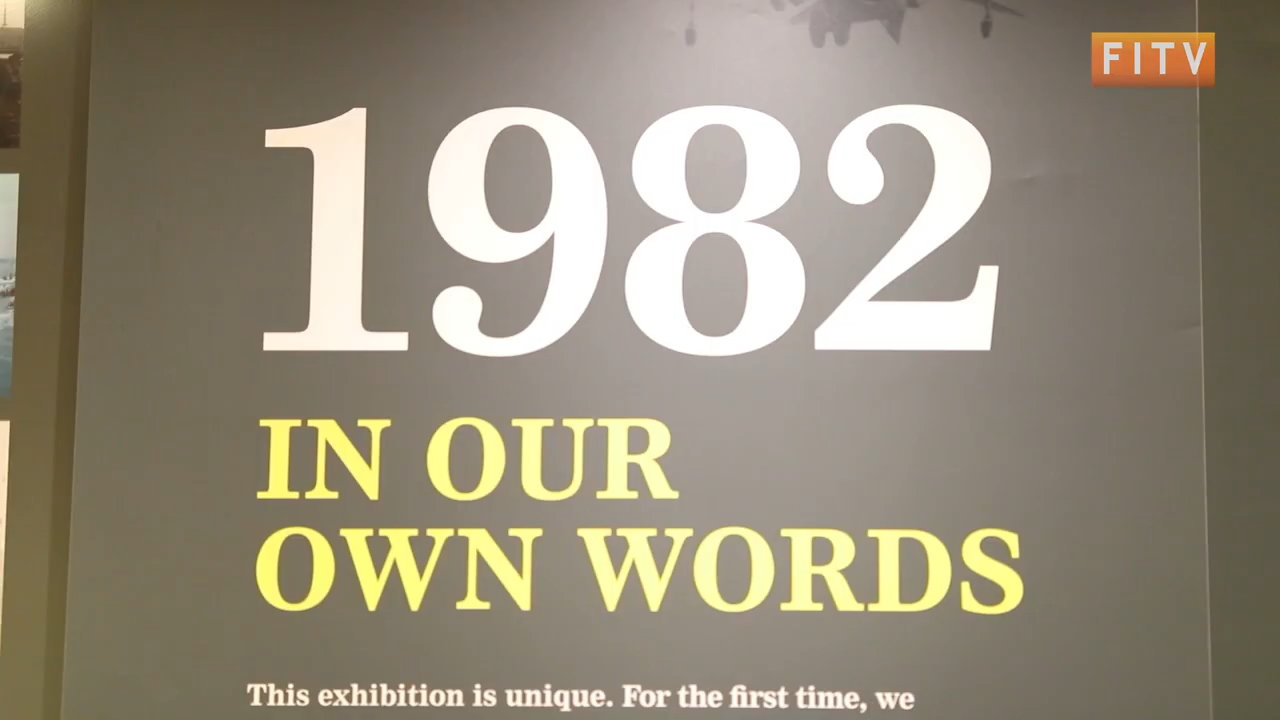 FITV
1982
IN OUR
OWN WORDS
This exhibition is unique. For the first time, we